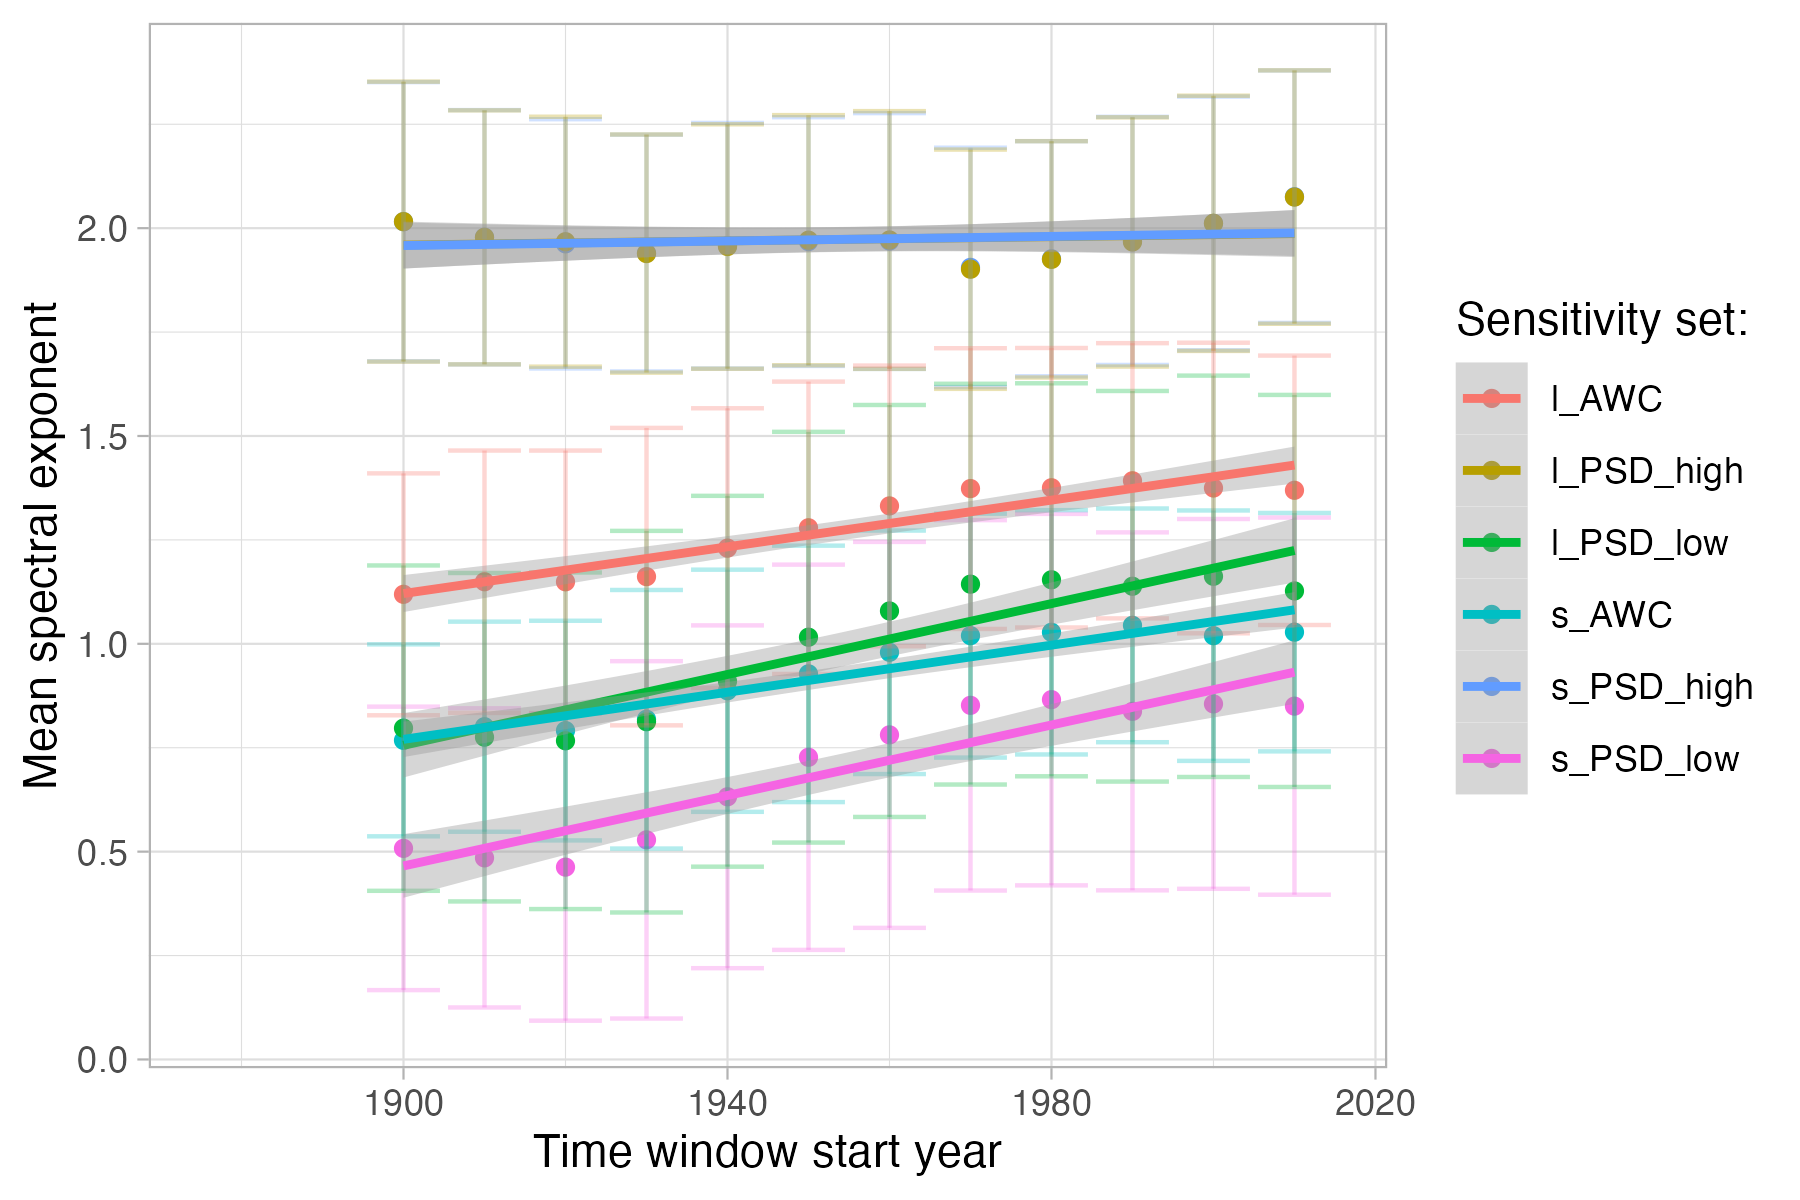 Mean spectral exponent
2.0
1.5
1.0
0.5
0.0
1900 1940 1980 2020
Time window start year
Sensitivity set:
l_AWC
l_PSD_high
l_PSD_low
s_AWC
s_PSD_high
s_PSD_low